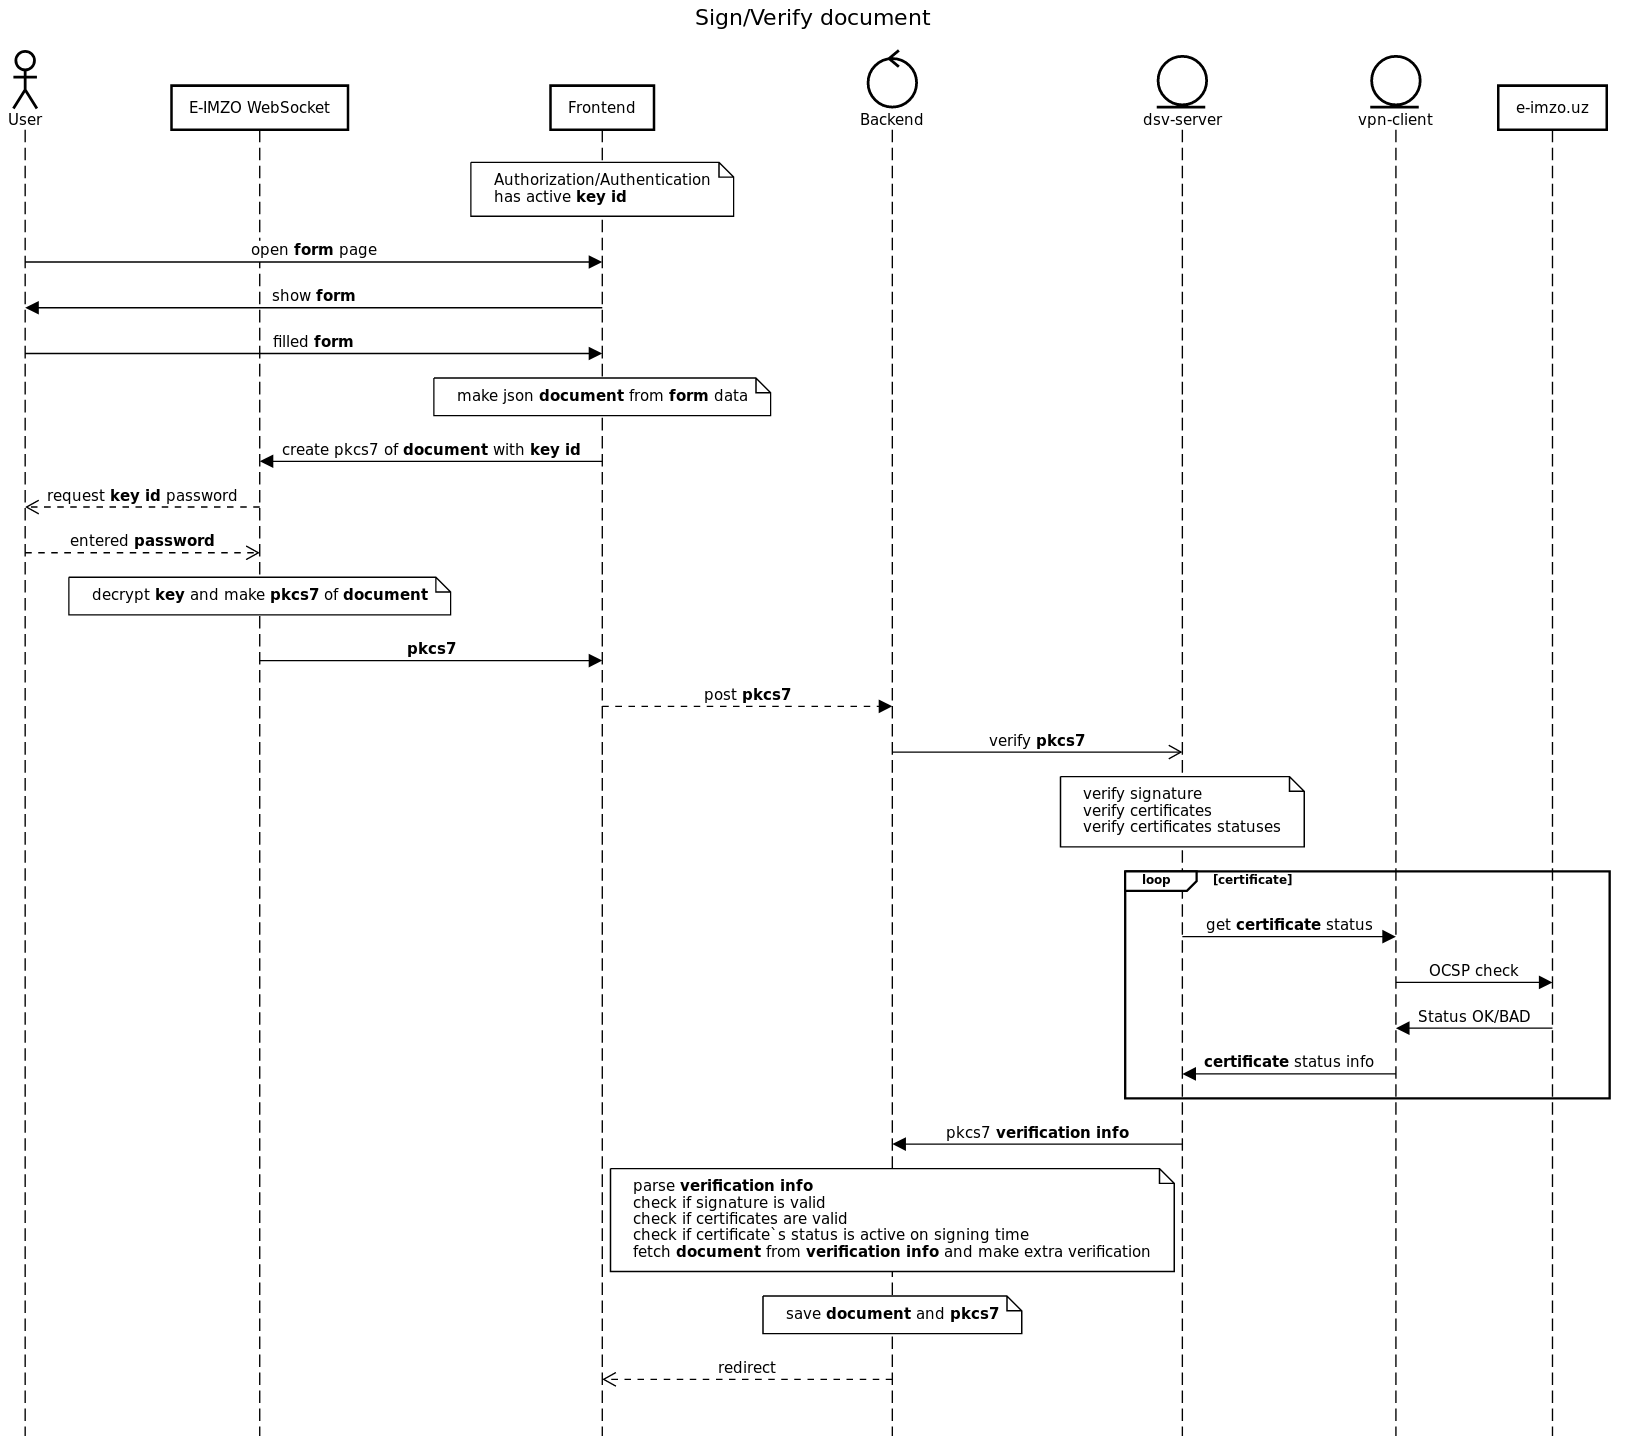 Sign/Verify document
User
E-IMZO WebSocket
Frontend
Backend
dsv-server
vpn-client
e-imzo.uz
Authorization/Authentication
has active key id
open form page
show form
filled form
make json document from form data
create pkcs7 of document with key id
request key id password
entered password
decrypt key and make pkcs7 of document
pkcs7
post pkcs7
verify pkcs7
verify signature
verify certificates
verify certificates statuses
loop [certificate]
get certificate status
OCSP check
Status OK/BAD
certificate status info
pkcs7 verification info
parse verification info
check if signature is valid
check if certificates are valid
check if certificate`s status is active on signing time
fetch document from verification info and make extra verification
save document and pkcs7
redirect